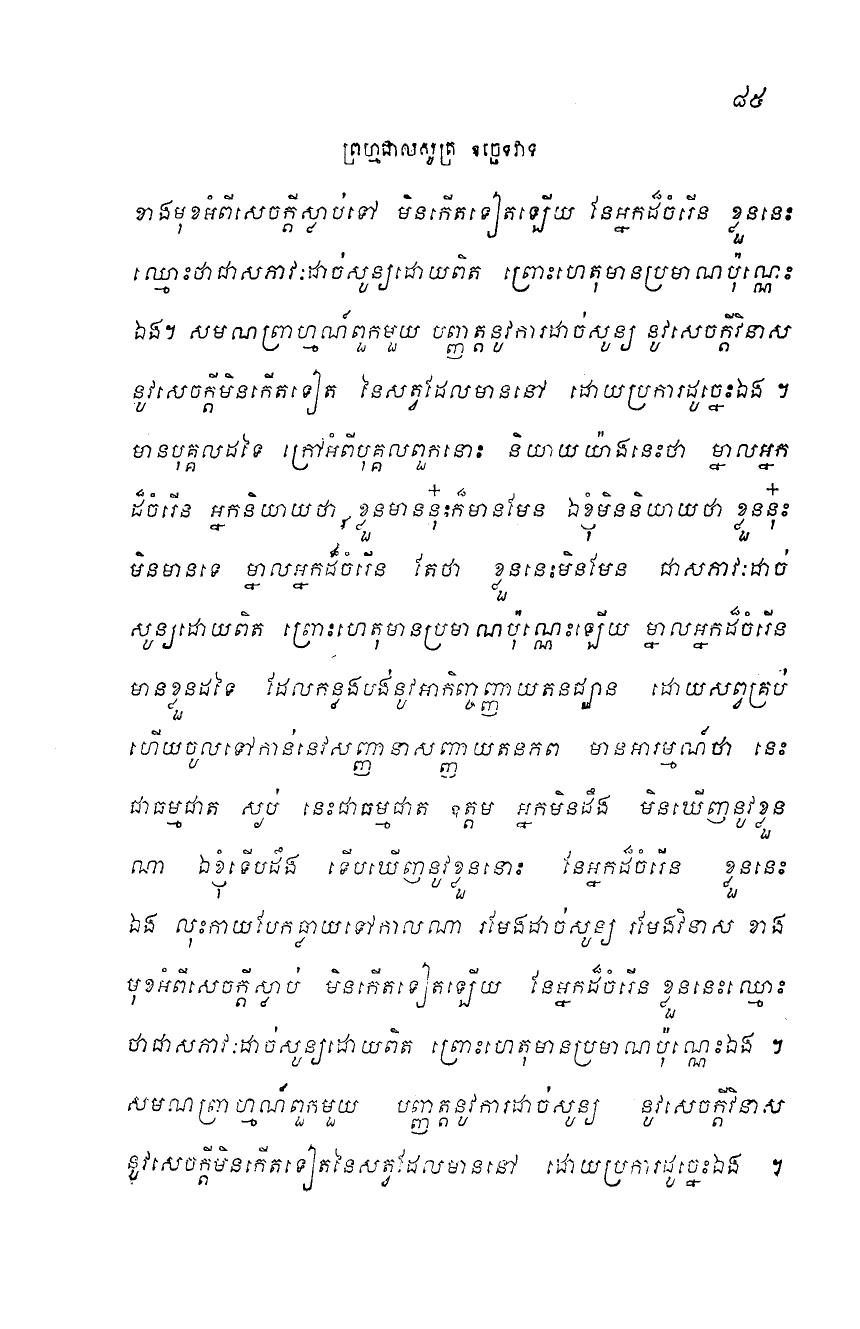 ៨៥
ព្រហ្មជាលសូត្រ ឧច្ឆេទវាទ
ខាងមុខអំពីសេចក្តីស្លាប់ទៅ មិនកើតទៀតឡើយ នែអ្នកដ៏ចំរើន ខ្លួននេះ
ឈ្មោះថាជាសភាវៈដាច់សូន្យដោយពិត ព្រោះហេតុមានប្រមាណប៉ុណ្ណេះ
ឯង។ សមណព្រាហ្មណ៍ពួកមួយ បញ្ញត្តនូវការដាច់សូន្យ នូវសេចក្តីវិនាស
នូវសេចក្តីមិនកើតទៀត នៃសត្វដែលមាននៅ ដោយប្រការដូច្នេះឯង ។
មានបុគ្គលដទៃ ក្រៅអំពីបុគ្គលពួកនោះ និយាយយ៉ាងនេះថា ម្នាលអ្នក
ដ៏ចំរើន អ្នកនិយាយថា ខ្លួនមាននុ៎ះក៏មានមែន ឯខ្ញុំមិននិយាយថា ខ្លួននុ៎ះ
មិនមានទេ ម្នាលអ្នកដ៏ចំរើន តែថា ខ្លួននេះមិនមែន ជាសភាវៈដាច់
សូន្យដោយពិត ព្រោះហេតុមានប្រមាណប៉ុណ្ណេះឡើយ ម្នាលអ្នកដ៏ចំរើន
មានខ្លួនដទៃ ដែលកន្លងបង់នូវអាកិញ្ចញ្ញាយតនជ្ឈាន ដោយសព្វគ្រប់
ហើយចូលទៅកាន់នេវសញ្ញានាសញ្ញាយតនភព មានអារម្មណ៍ថា នេះ
ជាធម្មជាត ស្ងប់ នេះជាធម្មជាត ឧត្តម អ្នកមិនដឹង មិនឃើញនូវខ្លួន
ណា ឯខ្ញុំទើបដឹង ទើបឃើញនូវខ្លួននោះ នែអ្នកដ៏ចំរើន ខ្លួននេះ
ឯង លុះកាយបែកធ្លាយទៅកាលណា រមែងដាច់សូន្យ រមែងវិនាស ខាង
មុខអំពីសេចក្តីស្លាប់ មិនកើតទៀតឡើយ នែអ្នកដ៏ចំរើន ខ្លួននេះឈ្មោះ
ថាជាសភាវៈដាច់សូន្យដោយពិត ព្រោះហេតុមានប្រមាណប៉ុណ្ណេះឯង ។
សមណព្រាហ្មណ៍ពួកមួយ បញ្ញត្តនូវការដាច់សូន្យ នូវសេចក្តីវិនាស
នូវសេចក្តីមិនកើតទៀតនៃសត្វដែលមាននៅ ដោយប្រការដូច្នេះឯង ។